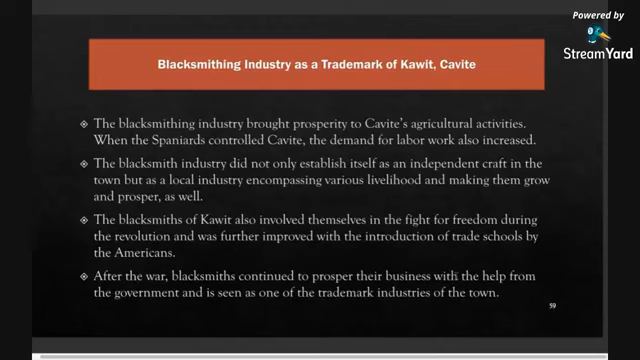 Powered by
StreamYard
Blacksmithing Industry as a Trademark of Kawit, Cavite
The blacksmithing industry brought prosperity to Cavite's agricultural activities.
When the Spaniards controlled Cavite, the demand for labor work also increased.
The blacksmith industry did not only establish itself as an independent craft in the
town but as a local industry encompassing various livelihood and making them grow
and prosper, as well.
The blacksmiths of Kawit also involved themselves in the fight for freedom during
the revolution and was further improved with the introduction of trade schools by
the Americans.
After the war, blacksmiths continued to prosper their business with the help from
the government and is seen as one of the trademark industries of the town.
59